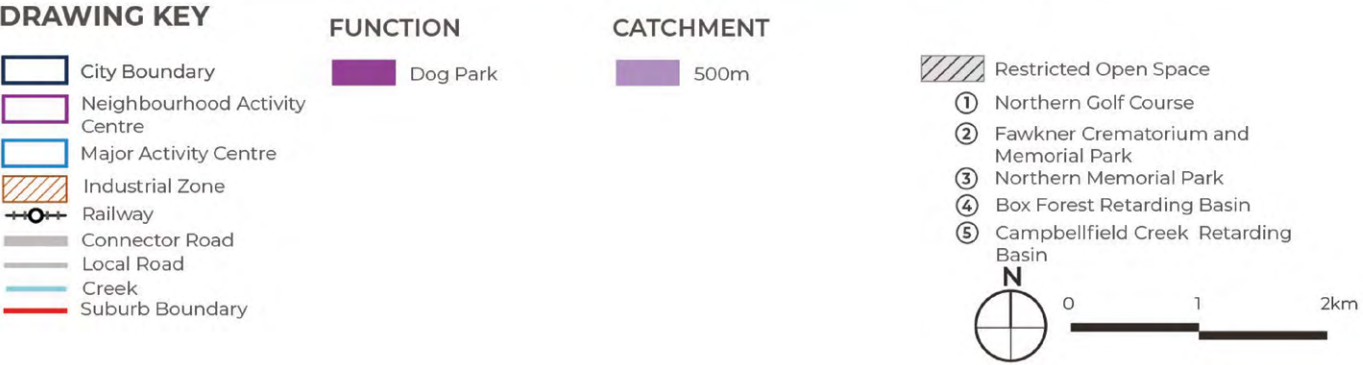 DRAWING KEY
City Boundary
Neighbourhood Activity
Centre
Major Activity Centre
Industrial Zone
Railway
Connector Road
Local Road
Creek
Suburb Boundary
FUNCTION
Dog Park
CATCHMENT
500m
Restricted Open Space
1 Northern Golf Course
2 Fawkner Crematorium and
Memorial Park
3 Northern Memorial Park
4 Box Forest Retarding Basin
5 Campbellfield Creek Retarding
Basin
N
0 1 2km